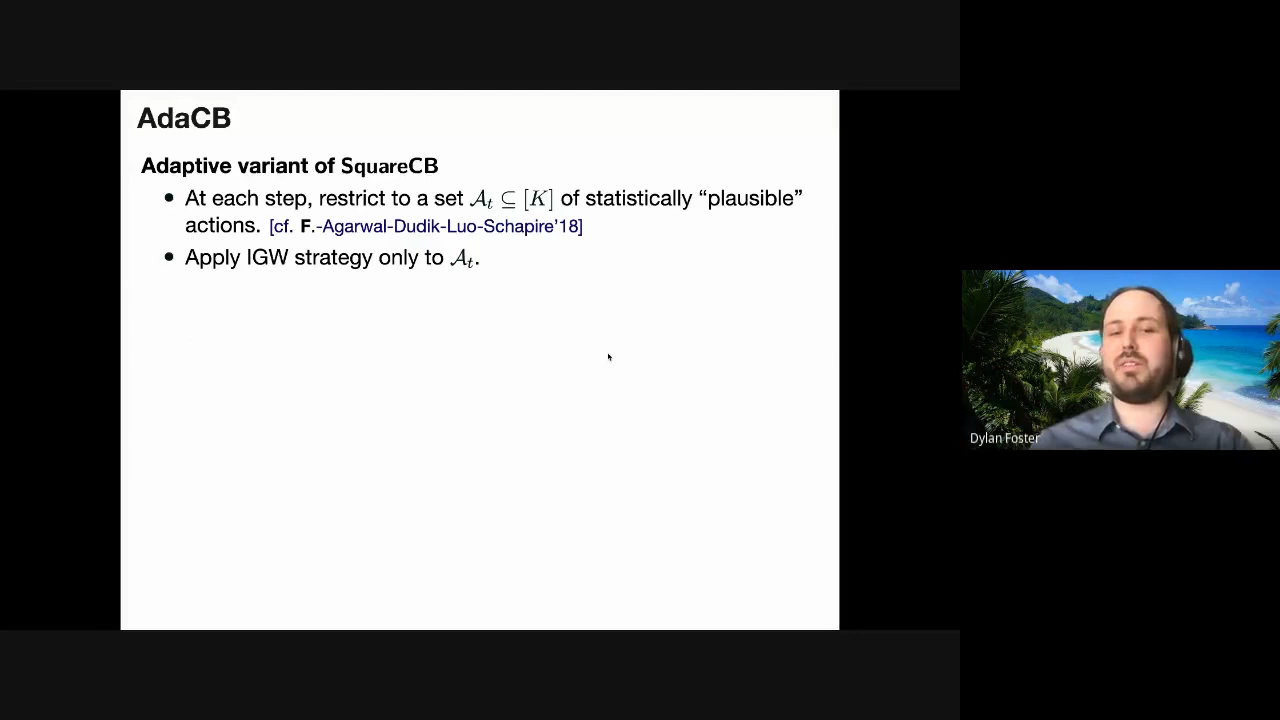 AdaCB
Adaptive variant of SquareCB
• At each step, restrict to a set 𝒜ₜ ⊆ [K] of statistically “plausible”
actions. [cf. F.-Agarwal-Dudik-Luo-Schapire’18]
• Apply IGW strategy only to 𝒜ₜ.
Dylan Foster